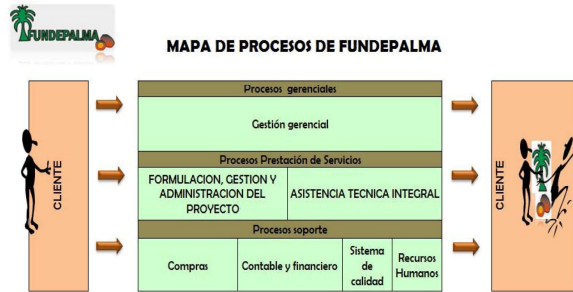 FUNDEPALMA
MAPA DE PROCESOS DE FUNDEPALMA
CLIENTE
Procesos gerenciales
Gestión gerencial
Procesos Prestación de Servicios
FORMULACION, GESTION Y
ADMINISTRACION DEL
PROYECTO
ASISTENCIA TECNICA INTEGRAL
Procesos soporte
Compras
Contable y financiero
Sistema
de
calidad
Recursos
Humanos
CLIENTE